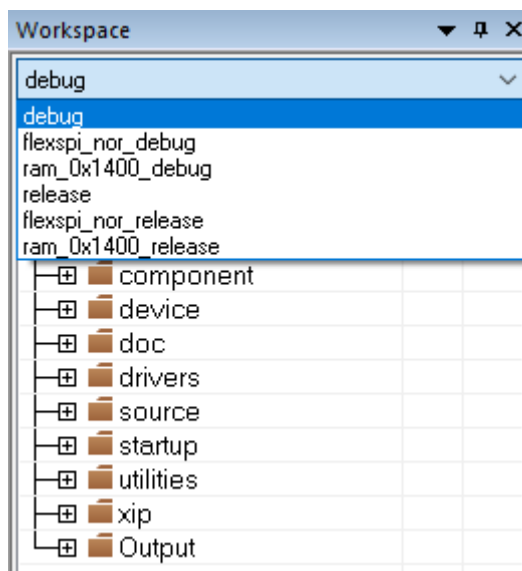 Workspace
debug
debug
flexspi_nor_debug
ram_0x1400_debug
release
flexspi_nor_release
ram_0x1400_release
component
device
doc
drivers
source
startup
utilities
xip
Output